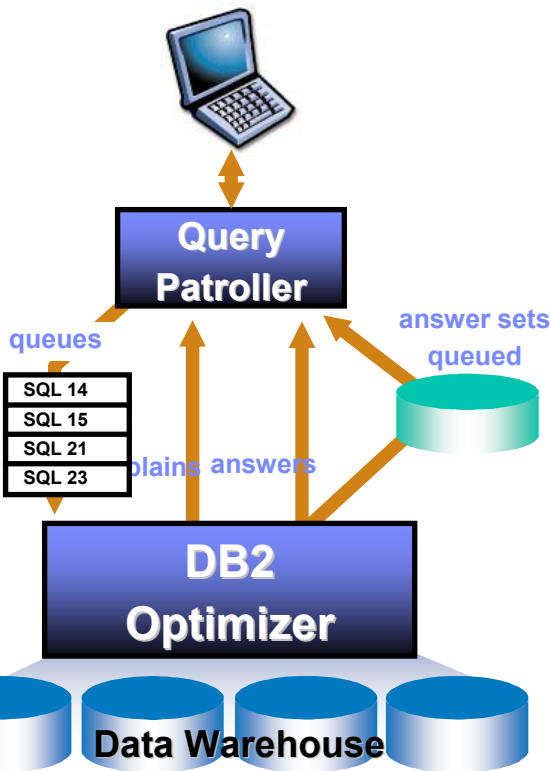 Query
Patroller
answer sets
queued
queues
SQL 14
SQL 15
SQL 21
SQL 23
plains answers
DB2
Optimizer
Data Warehouse